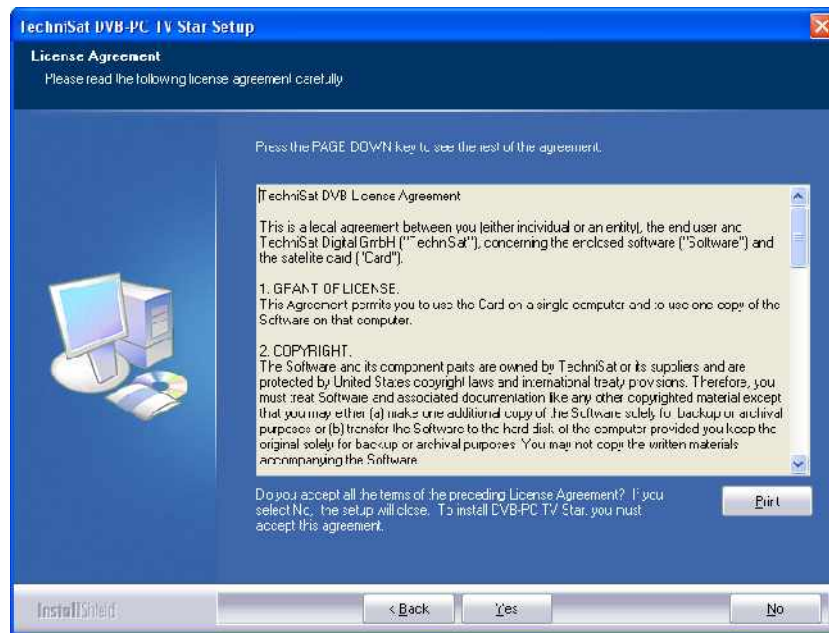 TechniSat DVB-PC TV Star Setup
License Agreement
Please read the following license agreement carefully
Press the PAGE DOWN key to see the rest of the agreement.
TechniSat DVB License Agreement
This is a legal agreement between you (either individual or an entity), the end user and
TechniSat Digital GmbH ("TechniSat"), concerning the enclosed software ("Software") and
the satelite card ("Card").
1. GRANT OF LICENSE.
This Agreement permits you to use the Card on a single computer and to use one copy of the
Software on that computer.
2. COPYRIGHT.
The Software and its component parts are owned by TechniSat or its suppliers and are
protected by United States copyright laws and international treaty provisions. Therefore, you
must treat Software and associated documentation like any other copyrighted material except
that you may either (a) make one additional copy of the Software solely for backup or archival
purposes or (b) transfer the Software to the hard disk of the computer provided you keep the
original solely for backup or archival purposes. You may not copy the written materials
accompanying the Software.
Do you accept all the terms of the preceding License Agreement? If you
select No, the setup will close. To install DVB-PC TV Star, you must
accept this agreement.
Print
InstallShield
< Back
Yes
No